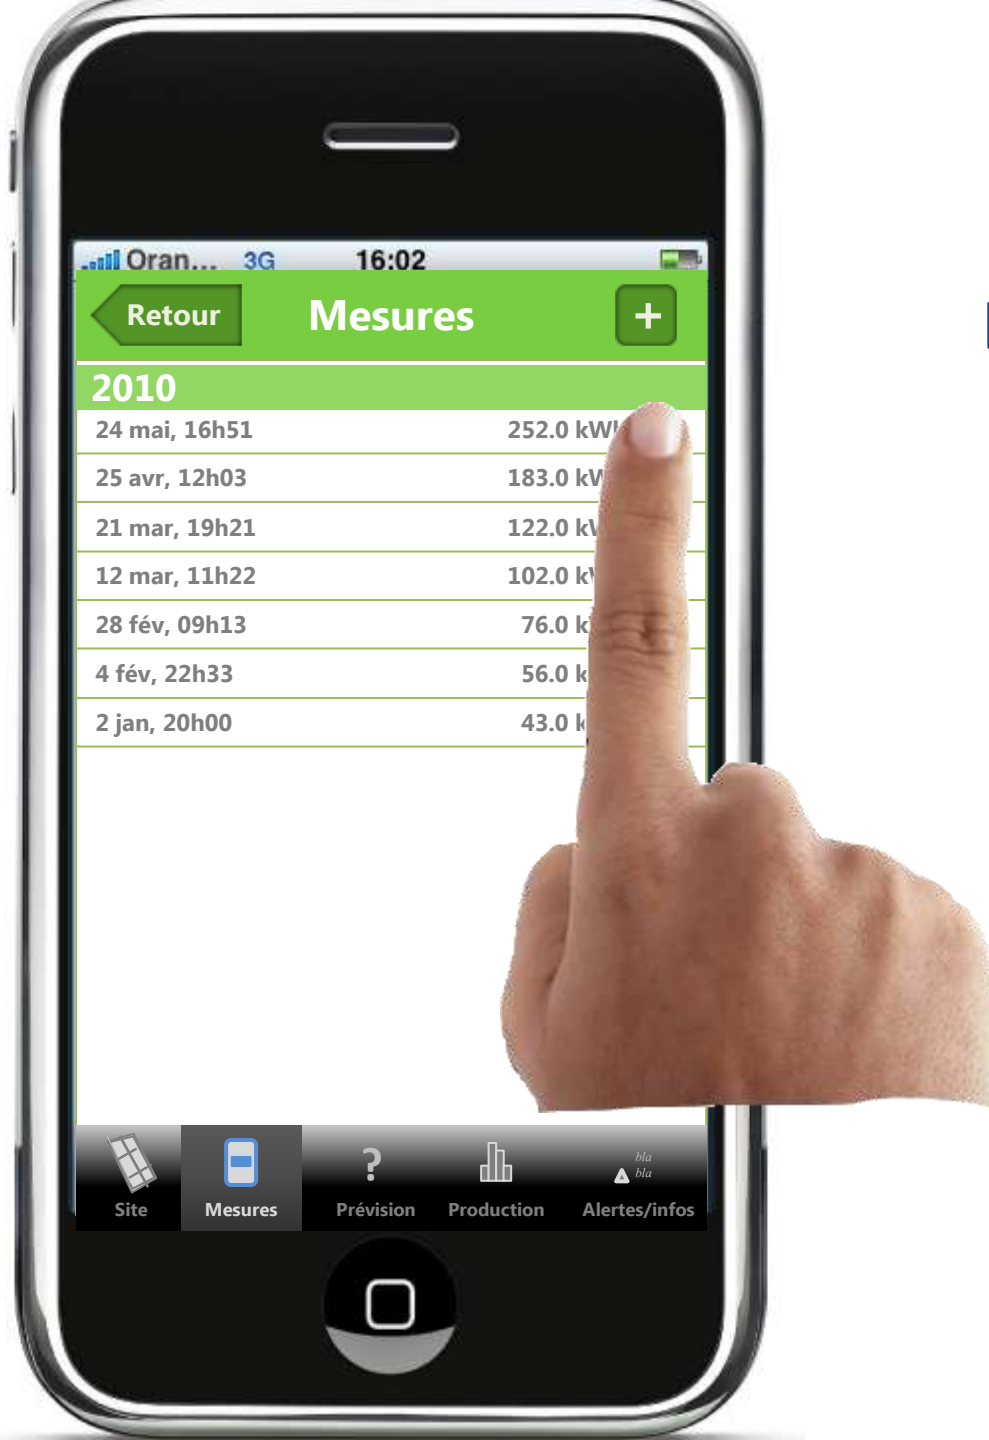 Oran... 3G 16:02
Retour Mesures +
2010
24 mai, 16h51 252.0
25 avr, 12h03 183.0
21 mar, 19h21 122.0
12 mar, 11h22 102.0
28 fév, 09h13 76.0
4 fév, 22h33 56.0
2 jan, 20h00 43.0
?
bla
bla
Site Mesures Prévision Production Alertes/infos